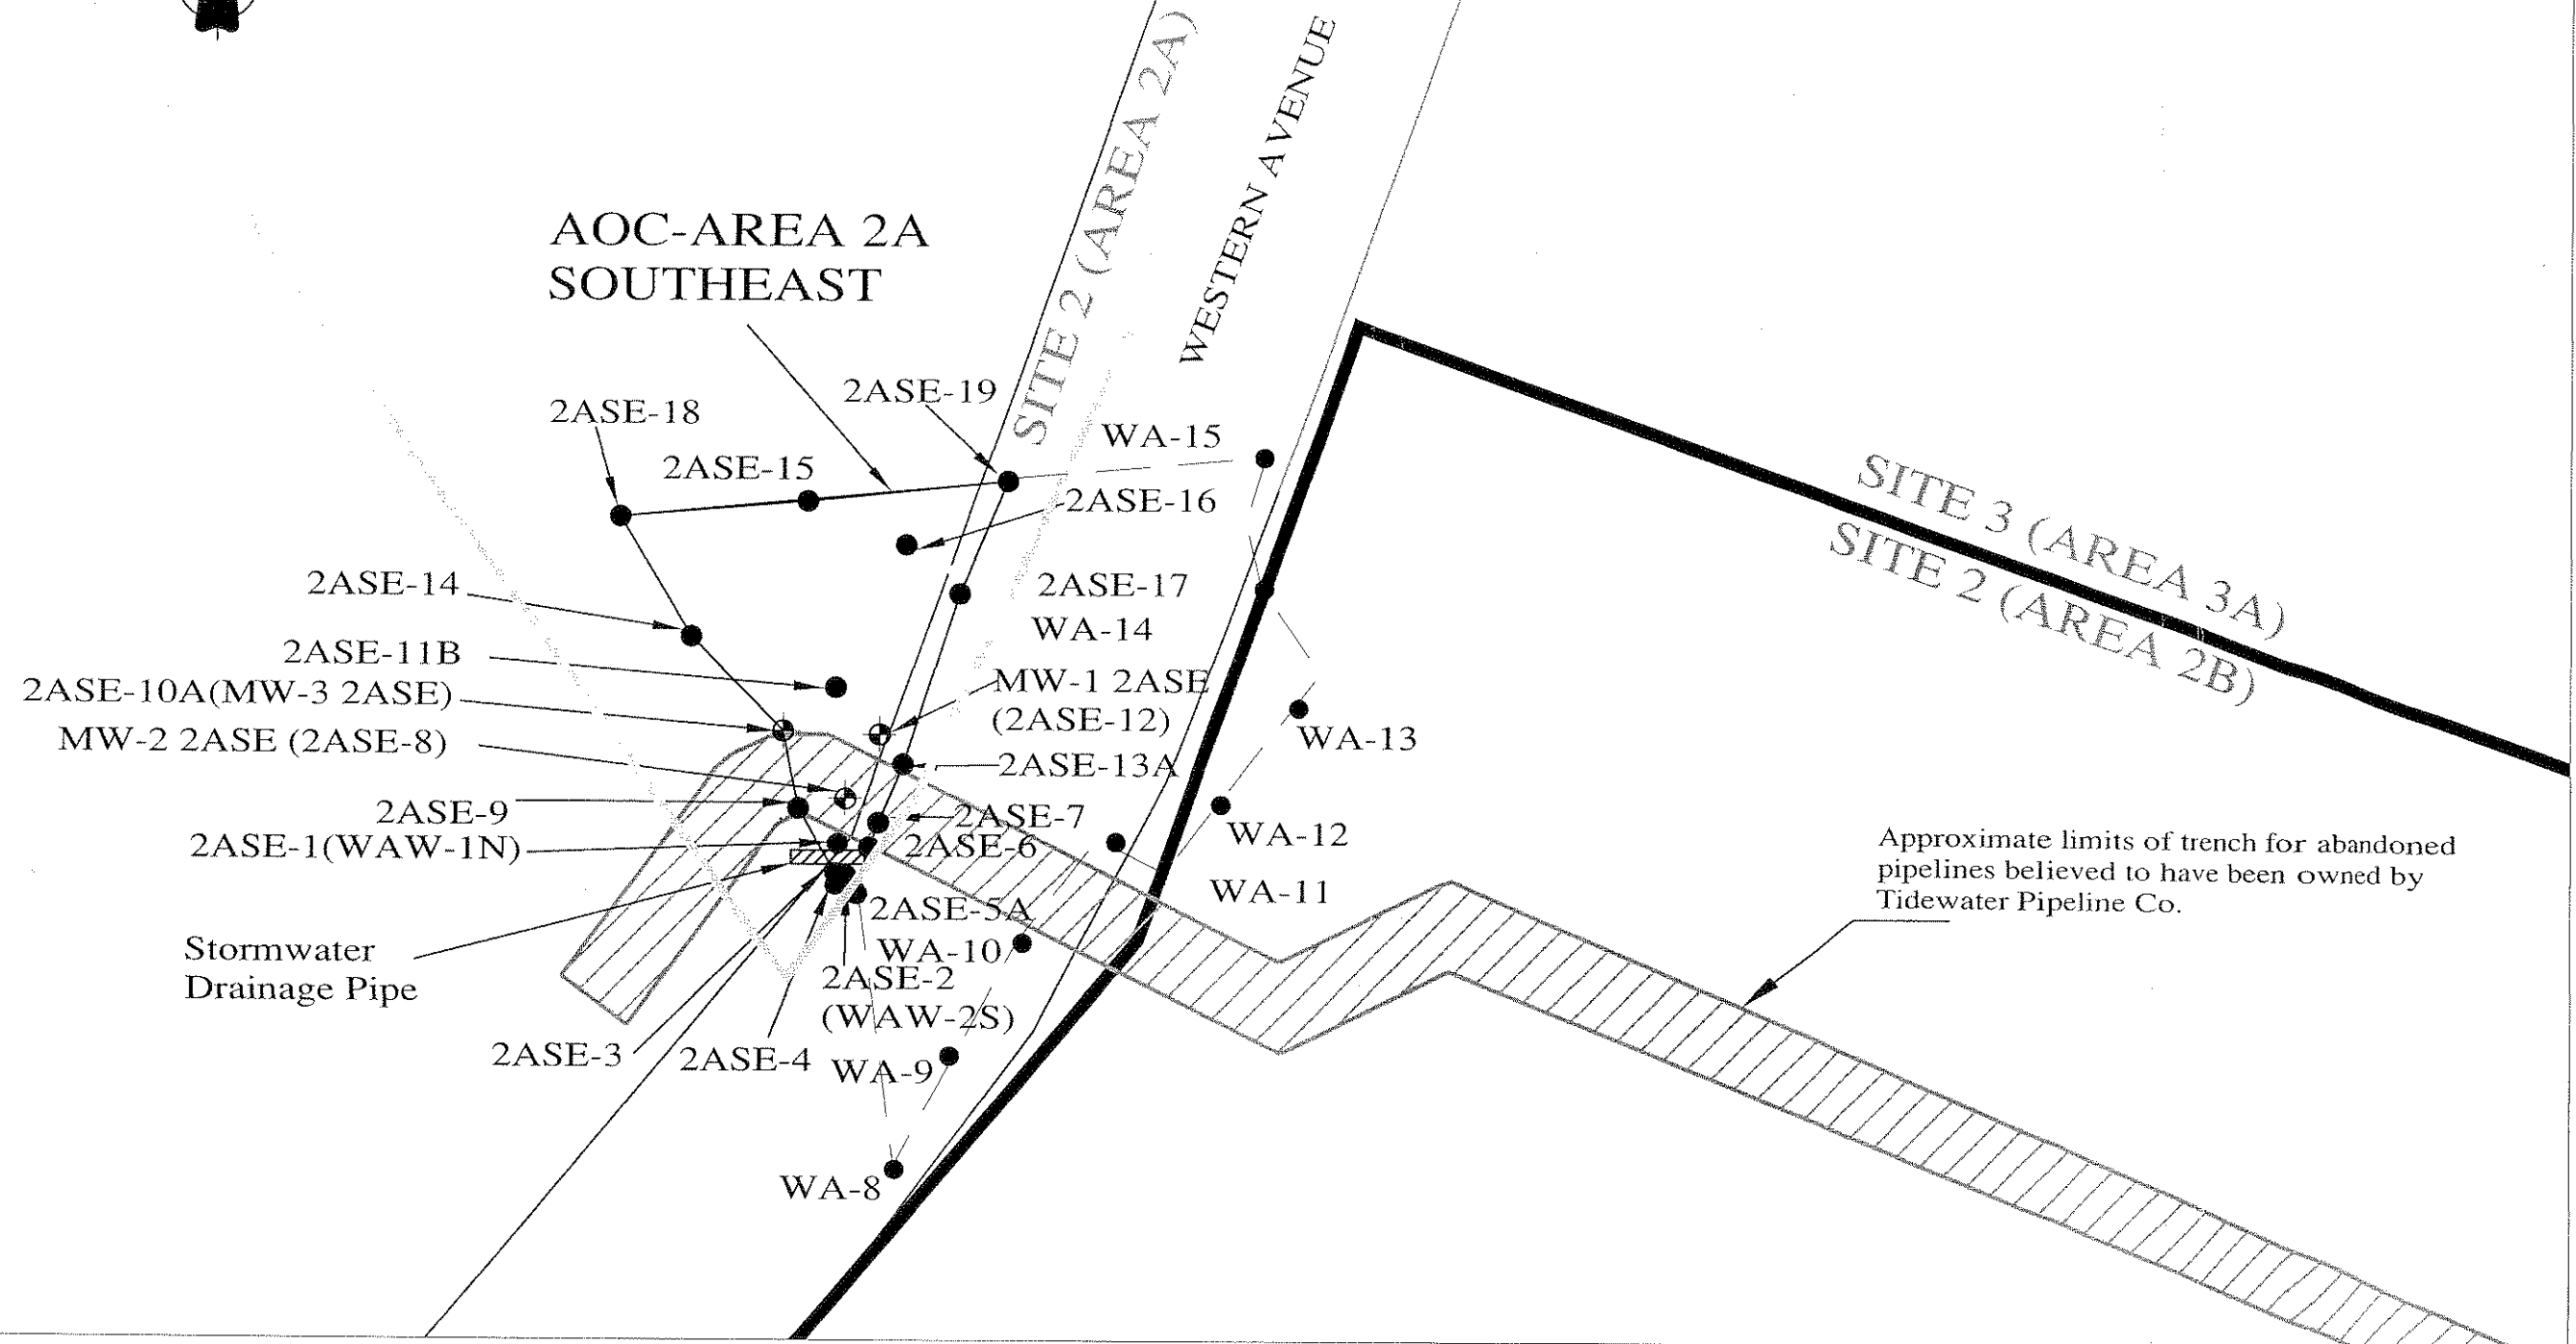 AOC-AREA 2A
SOUTHEAST
SITE 2 (AREA 2A)
WESTERN AVENUE
2ASE-19
2ASE-18
WA-15
2ASE-15
2ASE-16
SITE 3 (AREA 3A)
SITE 2 (AREA 2B)
2ASE-14
2ASE-17
WA-14
2ASE-11B
MW-1 2ASE
(2ASE-12)
2ASE-10A(MW-3 2ASE)
MW-2 2ASE (2ASE-8)
WA-13
2ASE-13A
2ASE-9
2ASE-7
2ASE-1(WAW-1N)
2ASE-6
WA-12
Approximate limits of trench for abandoned
pipelines believed to have been owned by
Tidewater Pipeline Co.
WA-11
2ASE-5A
WA-10
Stormwater
Drainage Pipe
2ASE-2
(WAW-2S)
2ASE-3
2ASE-4
WA-9
WA-8